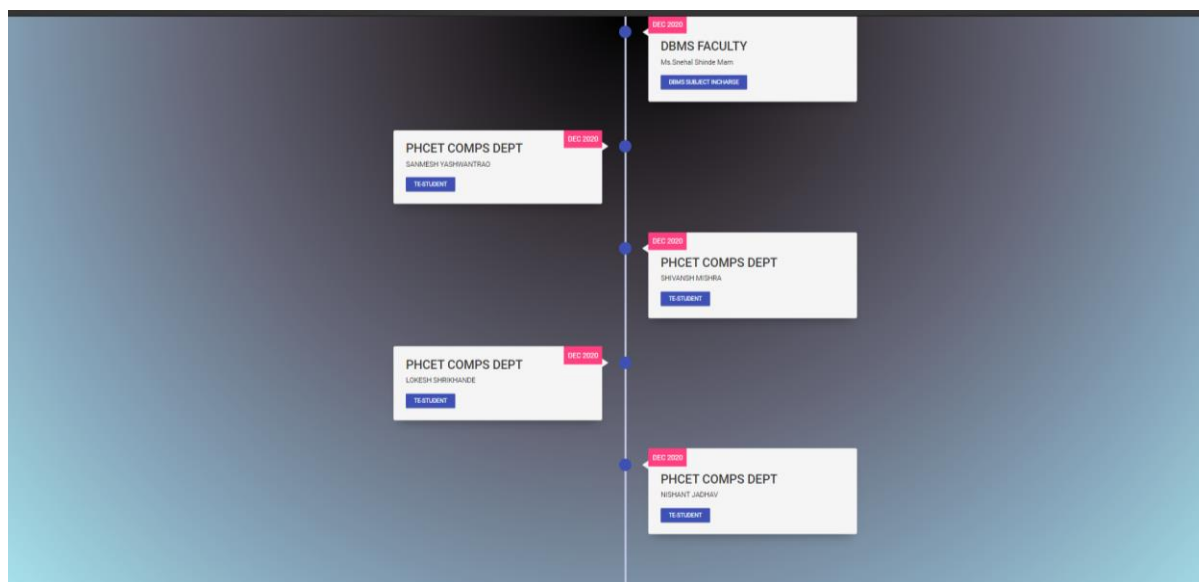 DEC 2020
DBMS FACULTY
Ms.Snehal Shinde Mam
DBMS SUBJECT INCHARGE
DEC 2020
PHCET COMPS DEPT
SANMESH YASHWANTRAO
TE-STUDENT
DEC 2020
PHCET COMPS DEPT
SHIVANSH MISHRA
TE-STUDENT
DEC 2020
PHCET COMPS DEPT
LOKESH SHRIKHANDE
TE-STUDENT
DEC 2020
PHCET COMPS DEPT
NISHANT JADHAV
TE-STUDENT